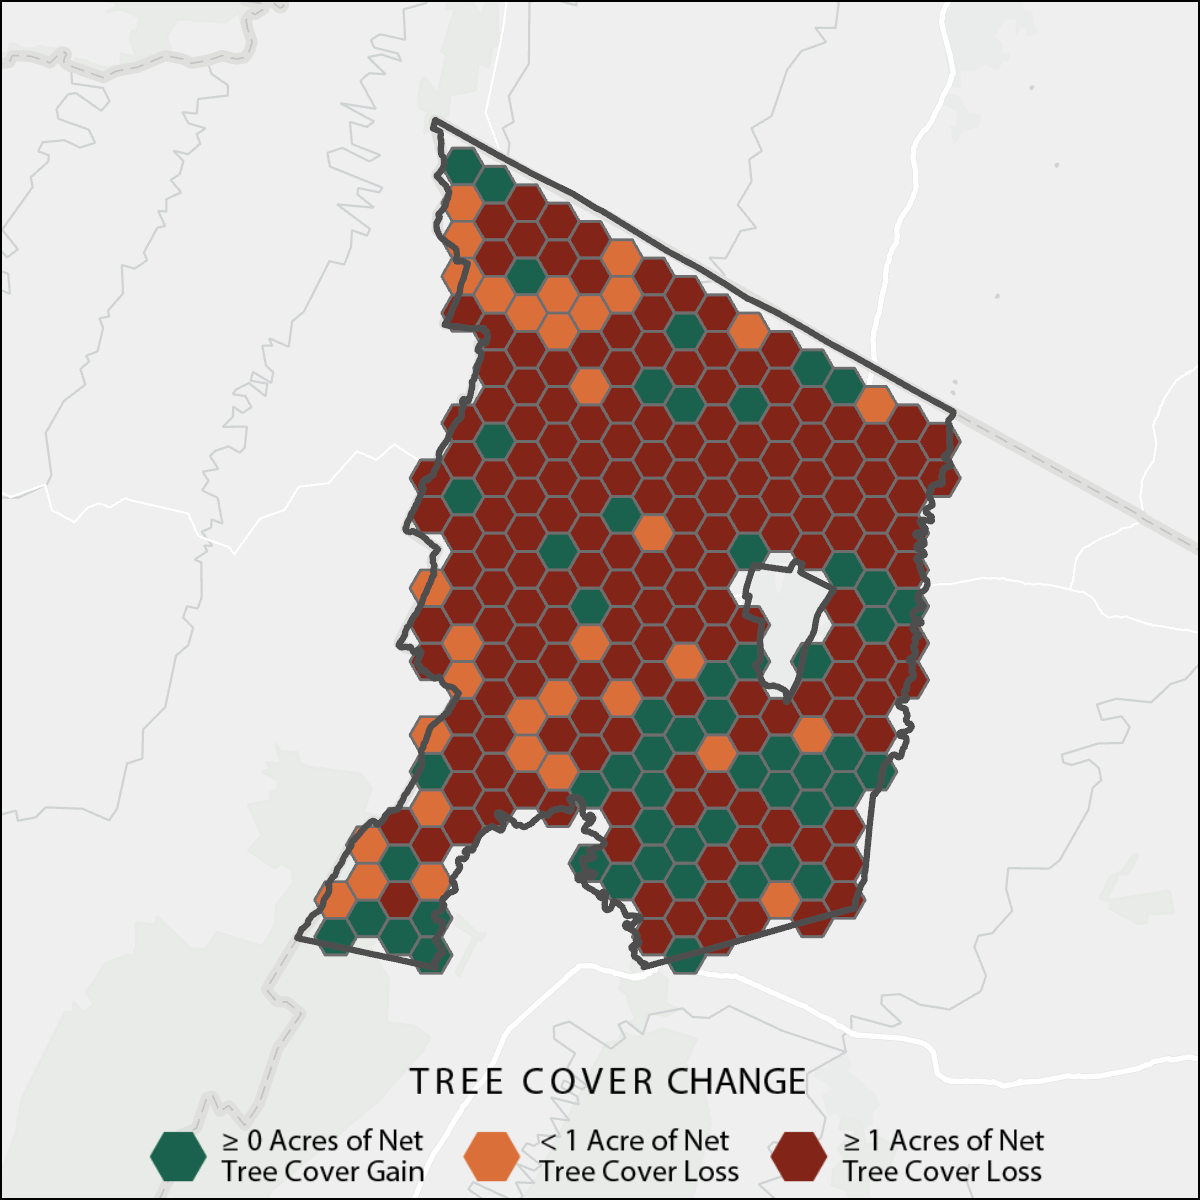 TREE COVER CHANGE
≥ 0 Acres of Net
Tree Cover Gain
< 1 Acre of Net
Tree Cover Loss
≥ 1 Acres of Net
Tree Cover Loss